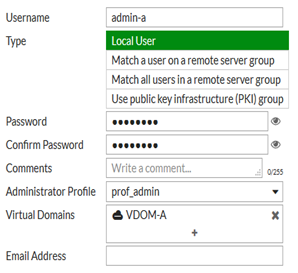 Username admin-a
Type Local User
Match a user on a remote server group
Match all users in a remote server group
Use public key infrastructure (PKI) group
Password ••••••••
Confirm Password ••••••••
Comments Write a comment... 0/255
Administrator Profile prof_admin
Virtual Domains VDOM-A
+
Email Address